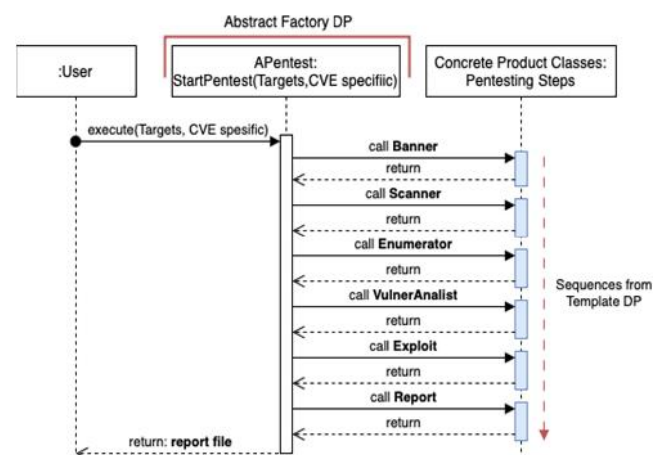 Abstract Factory DP
:User
APentest:
StartPentest(Targets,CVE specifiic)
Concrete Product Classes:
Pentesting Steps
execute(Targets, CVE spesific)
call Banner
return
call Scanner
return
call Enumerator
return
call VulnerAnalist
return
call Exploit
return
call Report
return
Sequences from
Template DP
return: report file